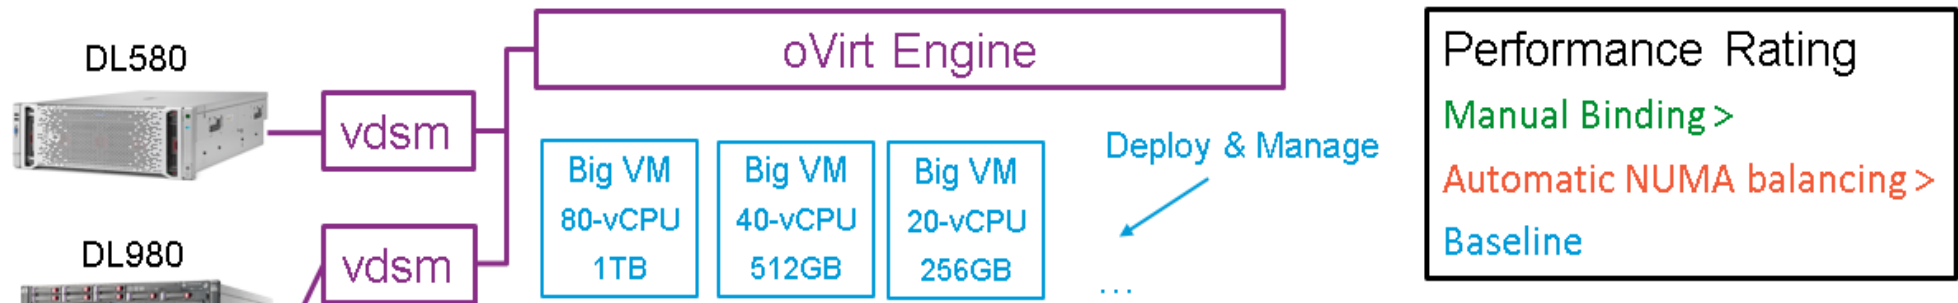 DL580
vdsm
oVirt Engine
Big VM
80-vCPU
1TB
Big VM
40-vCPU
512GB
Big VM
20-vCPU
256GB
Deploy & Manage
...
DL980
vdsm
Performance Rating
Manual Binding >
Automatic NUMA balancing >
Baseline